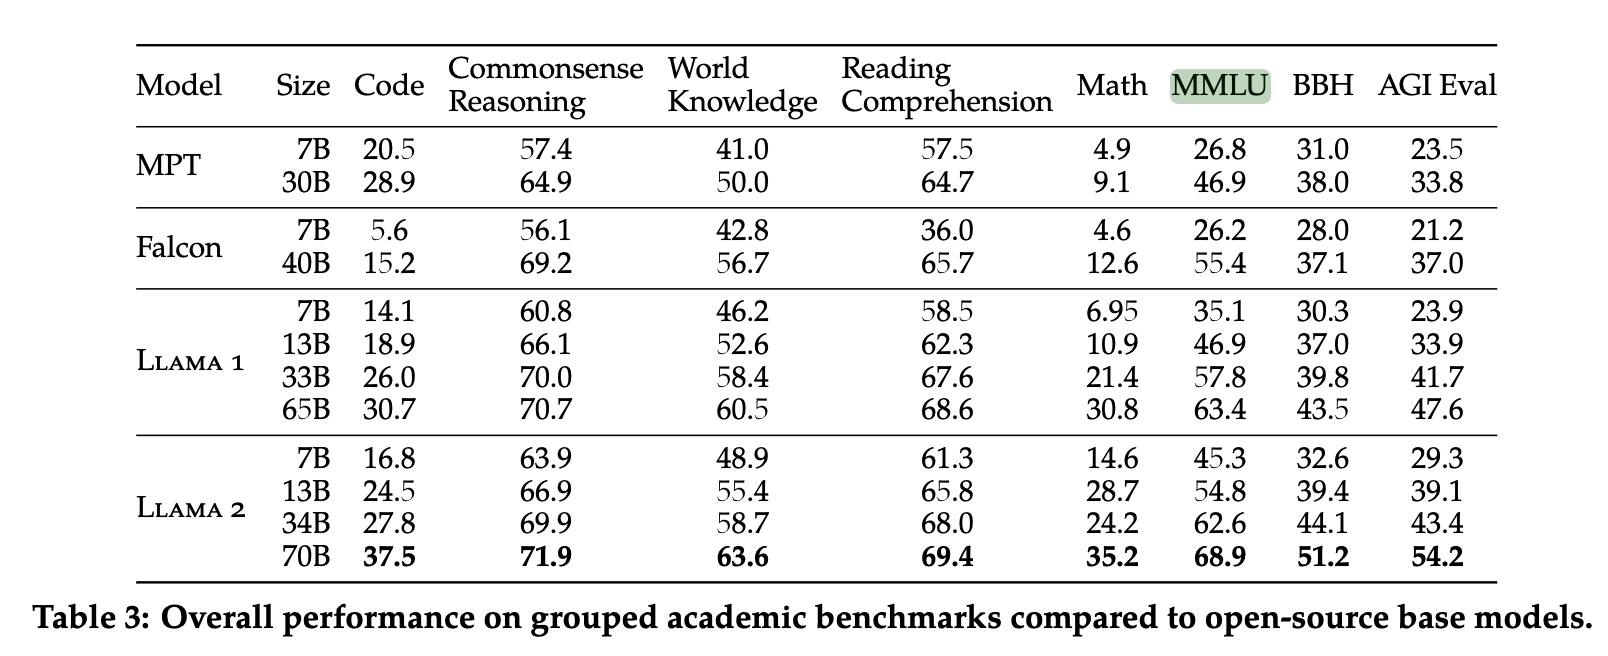 Model Size Code Commonsense Reasoning World Knowledge Reading Comprehension Math MMLU BBH AGI Eval
MPT 7B 20.5 57.4 41.0 57.5 4.9 26.8 31.0 23.5
30B 28.9 64.9 50.0 64.7 9.1 46.9 38.0 33.8
Falcon 7B 5.6 56.1 42.8 36.0 4.6 26.2 28.0 21.2
40B 15.2 69.2 56.7 65.7 12.6 55.4 37.1 37.0
LLAMA 1 7B 14.1 60.8 46.2 58.5 6.95 35.1 30.3 23.9
13B 18.9 66.1 52.6 62.3 10.9 46.9 37.0 33.9
33B 26.0 70.0 58.4 67.6 21.4 57.8 39.8 41.7
65B 30.7 70.7 60.5 68.6 30.8 63.4 43.5 47.6
LLAMA 2 7B 16.8 63.9 48.9 61.3 14.6 45.3 32.6 29.3
13B 24.5 66.9 55.4 65.8 28.7 54.8 39.4 39.1
34B 27.8 69.9 58.7 68.0 24.2 62.6 44.1 43.4
70B 37.5 71.9 63.6 69.4 35.2 68.9 51.2 54.2
Table 3: Overall performance on grouped academic benchmarks compared to open-source base models.